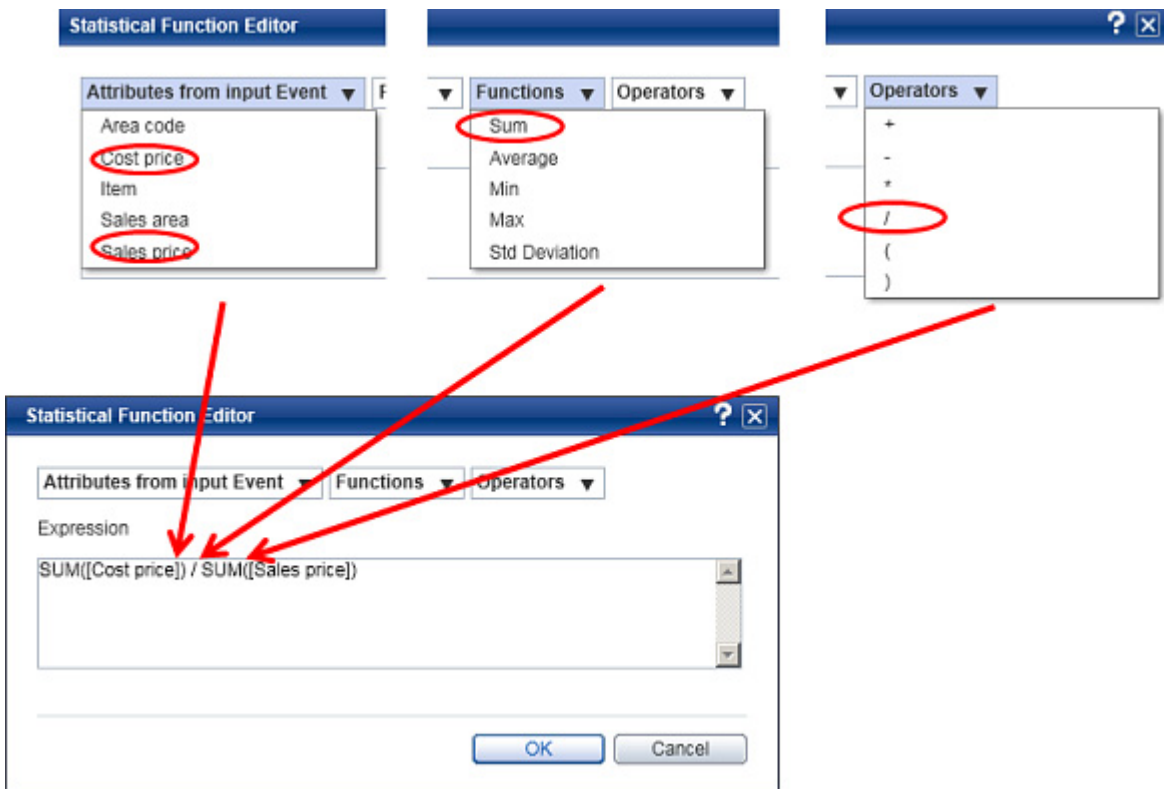 Statistical Function Editor
?
Attributes from input Event
F
Functions
Operators
Operators
Area code
Cost price
Item
Sales area
Sales price
Sum
Average
Min
Max
Std Deviation
+
-
*
/
(
)
Statistical Function Editor
?
Attributes from input Event
Functions
Operators
Expression
SUM([Cost price]) / SUM([Sales price])
OK
Cancel